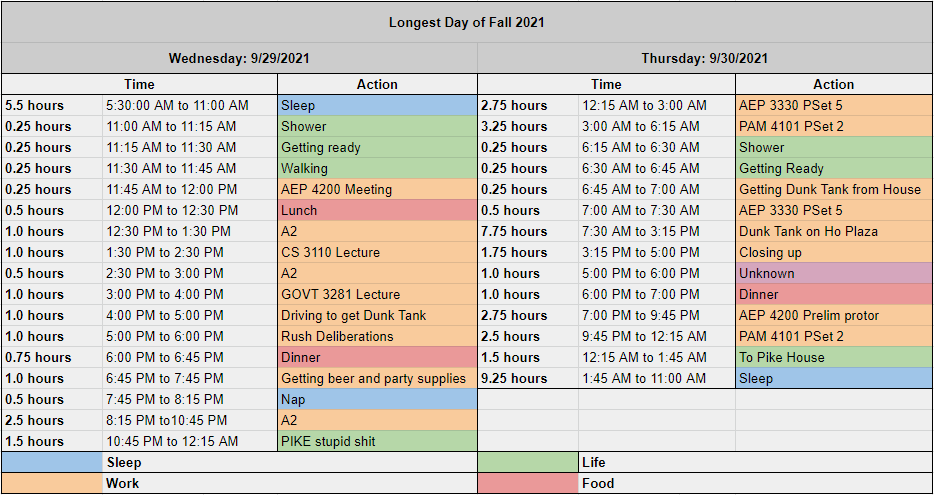 Longest Day of Fall 2021
Wednesday: 9/29/2021 Thursday: 9/30/2021
Time Action Time Action
5.5 hours 5:30:00 AM to 11:00 AM Sleep 2.75 hours 12:15 AM to 3:00 AM AEP 3330 PSet 5
0.25 hours 11:00 AM to 11:15 AM Shower 3.25 hours 3:00 AM to 6:15 AM PAM 4101 PSet 2
0.25 hours 11:15 AM to 11:30 AM Getting ready 0.25 hours 6:15 AM to 6:30 AM Shower
0.25 hours 11:30 AM to 11:45 AM Walking 0.25 hours 6:30 AM to 6:45 AM Getting Ready
0.25 hours 11:45 AM to 12:00 PM AEP 4200 Meeting 0.25 hours 6:45 AM to 7:00 AM Getting Dunk Tank from House
0.5 hours 12:00 PM to 12:30 PM Lunch 0.5 hours 7:00 AM to 7:30 AM AEP 3330 PSet 5
1.0 hours 12:30 PM to 1:30 PM A2 7.75 hours 7:30 AM to 3:15 PM Dunk Tank on Ho Plaza
1.0 hours 1:30 PM to 2:30 PM CS 3110 Lecture 1.75 hours 3:15 PM to 5:00 PM Closing up
0.5 hours 2:30 PM to 3:00 PM A2 1.0 hours 5:00 PM to 6:00 PM Unknown
1.0 hours 3:00 PM to 4:00 PM GOVT 3281 Lecture 1.0 hours 6:00 PM to 7:00 PM Dinner
1.0 hours 4:00 PM to 5:00 PM Driving to get Dunk Tank 2.75 hours 7:00 PM to 9:45 PM AEP 4200 Prelim protor
1.0 hours 5:00 PM to 6:00 PM Rush Deliberations 2.5 hours 9:45 PM to 12:15 AM PAM 4101 PSet 2
0.75 hours 6:00 PM to 6:45 PM Dinner 1.5 hours 12:15 AM to 1:45 AM To Pike House
1.0 hours 6:45 PM to 7:45 PM Getting beer and party supplies 9.25 hours 1:45 AM to 11:00 AM Sleep
0.5 hours 7:45 PM to 8:15 PM Nap
2.5 hours 8:15 PM to10:45 PM A2
1.5 hours 10:45 PM to 12:15 AM PIKE stupid shit
Sleep Life
Work Food